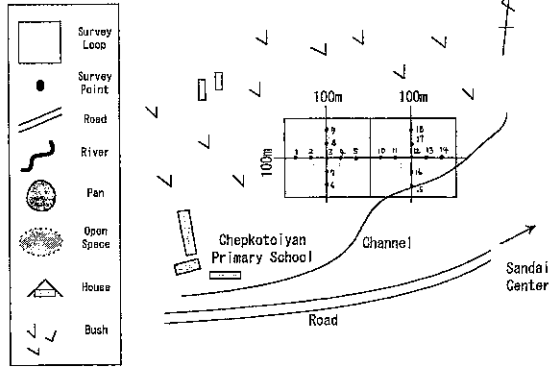 Survey
Loop
Survey
Point
Road
River
Pan
Open
Space
House
Bush
100m
100m
100m
9
8
1 2 3 4 5
7
6
18
17
10 11 12 13 14
16
15
Chepkotoiyan
Primary School
Channel
Road
Sandai
Center